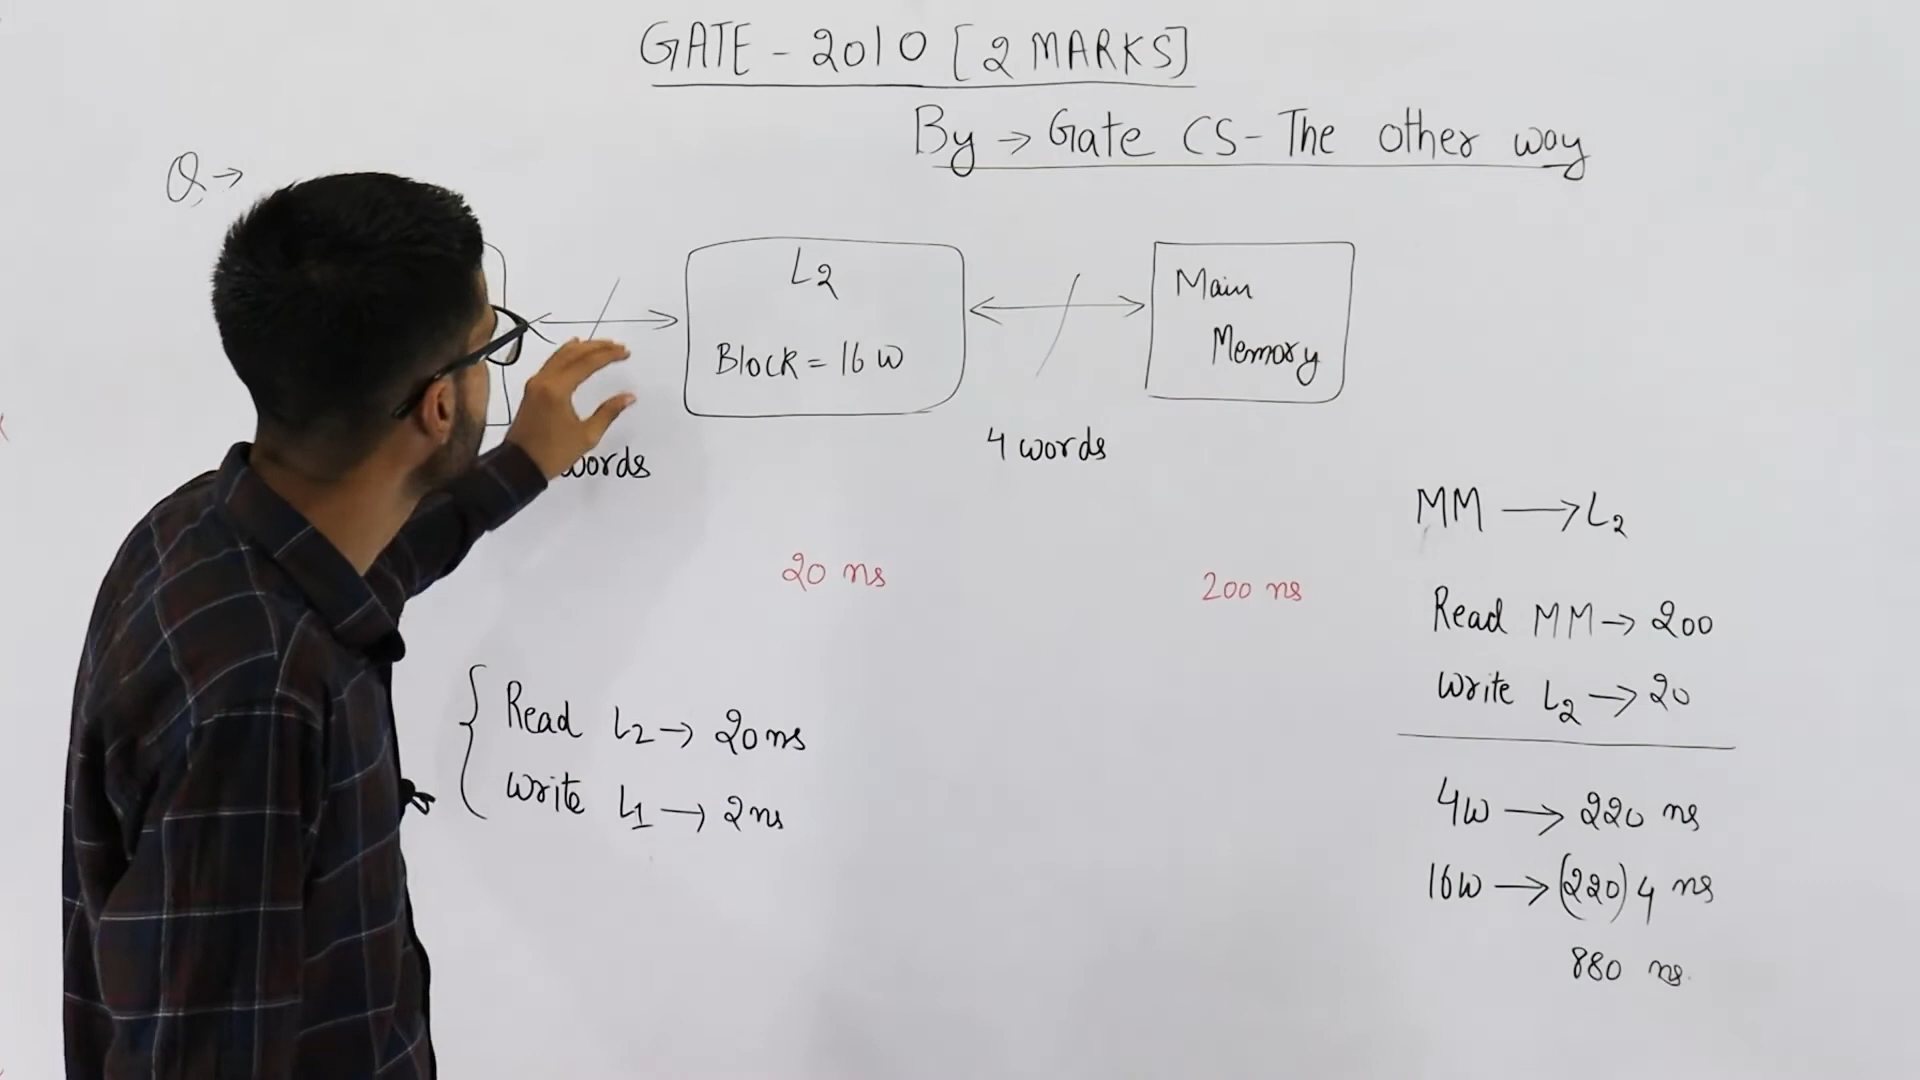 GATE - 2010 [2 MARKS]
By → Gate CS - The other way
Q →
L2
Block = 16 W
Main
Memory
words
4 words
20 ns
200 ns
MM → L2
Read MM → 200
Write L2 → 20
4W → 220 ns
16W → (220) 4 ns
880 ns.
Read L2 → 20 ns
Write L1 → 2 ns